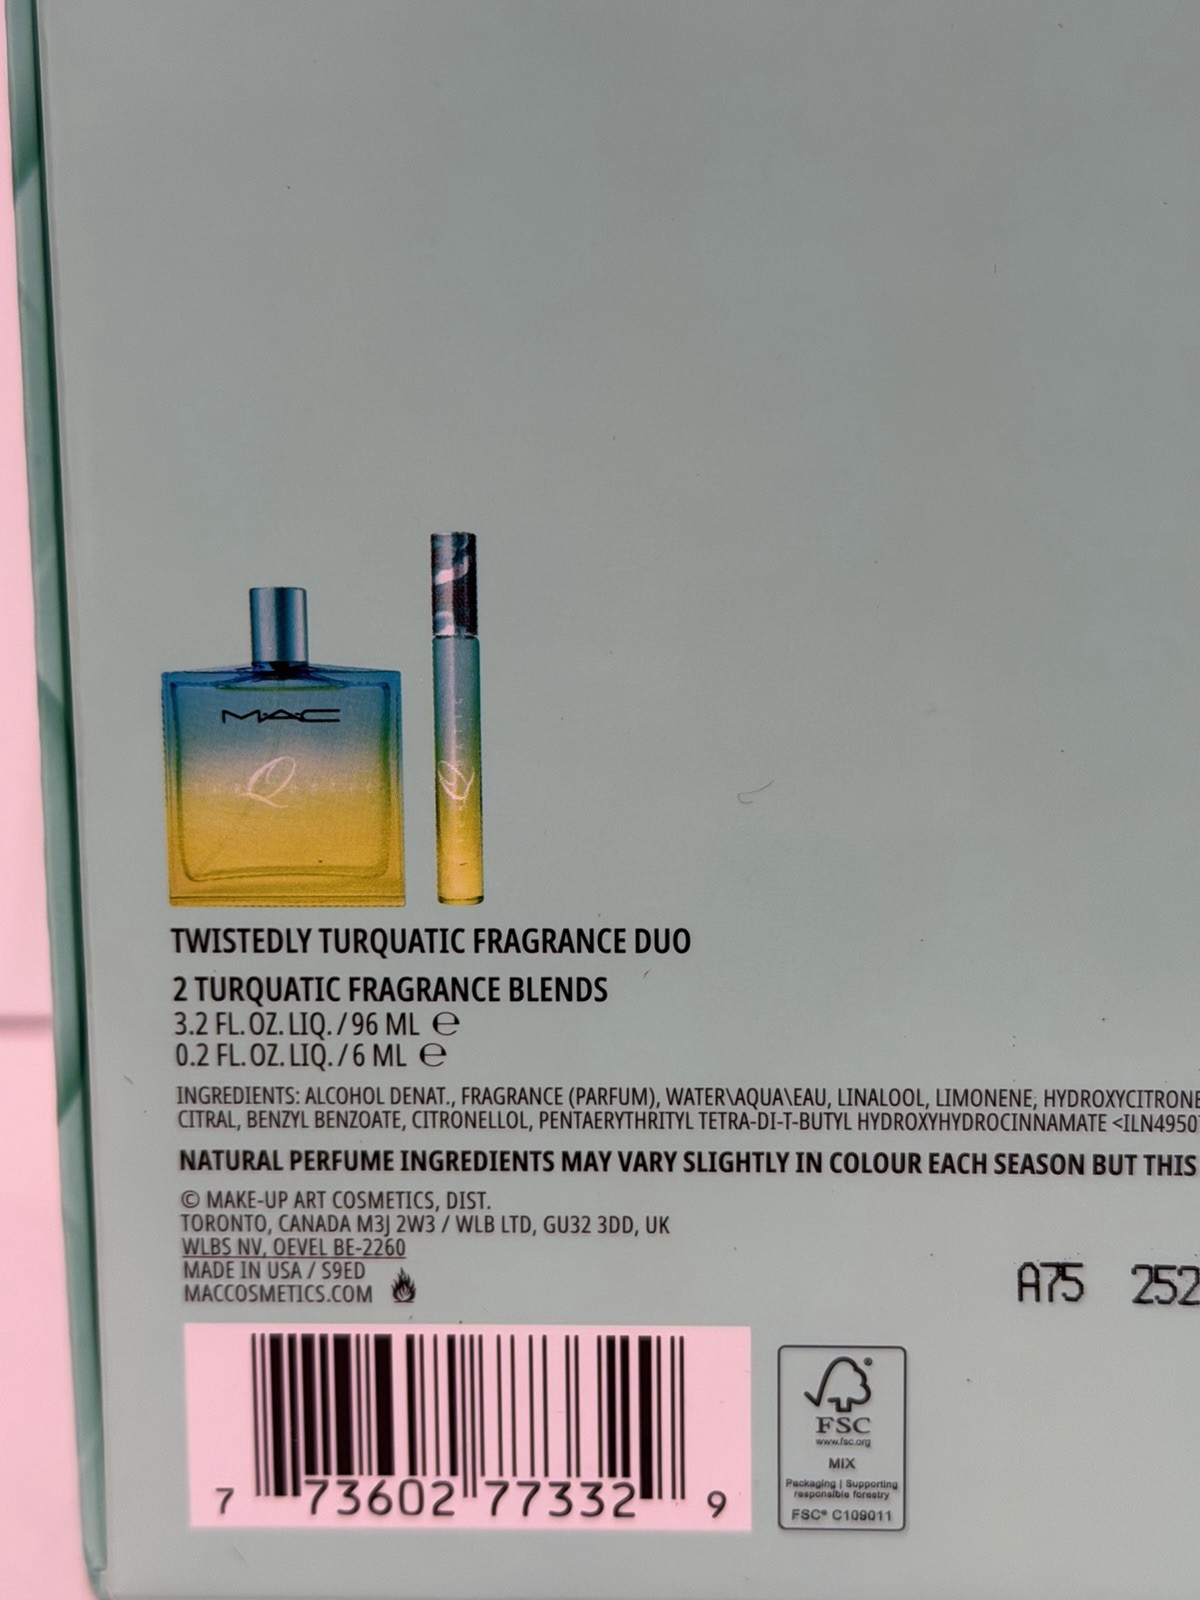 MAC
Q
TWISTEDLY TURQUATIC FRAGRANCE DUO
2 TURQUATIC FRAGRANCE BLENDS
3.2 FL. OZ. LIQ. / 96 ML ℮
0.2 FL. OZ. LIQ. / 6 ML ℮
INGREDIENTS: ALCOHOL DENAT., FRAGRANCE (PARFUM), WATER\AQUA\EAU, LINALOOL, LIMONENE, HYDROXYCITRONE
CITRAL, BENZYL BENZOATE, CITRONELLOL, PENTAERYTHRITYL TETRA-DI-T-BUTYL HYDROXYHYDROCINNAMATE <ILN4950
NATURAL PERFUME INGREDIENTS MAY VARY SLIGHTLY IN COLOUR EACH SEASON BUT THIS
© MAKE-UP ART COSMETICS, DIST.
TORONTO, CANADA M3J 2W3 / WLB LTD, GU32 3DD, UK
WLBS NV, OEVEL BE-2260
MADE IN USA / S9ED
MACCOSMETICS.COM
A75 252
7 73602 77332 9
FSC®
www.fsc.org
MIX
Packaging | Supporting
responsible forestry
FSC® C109011